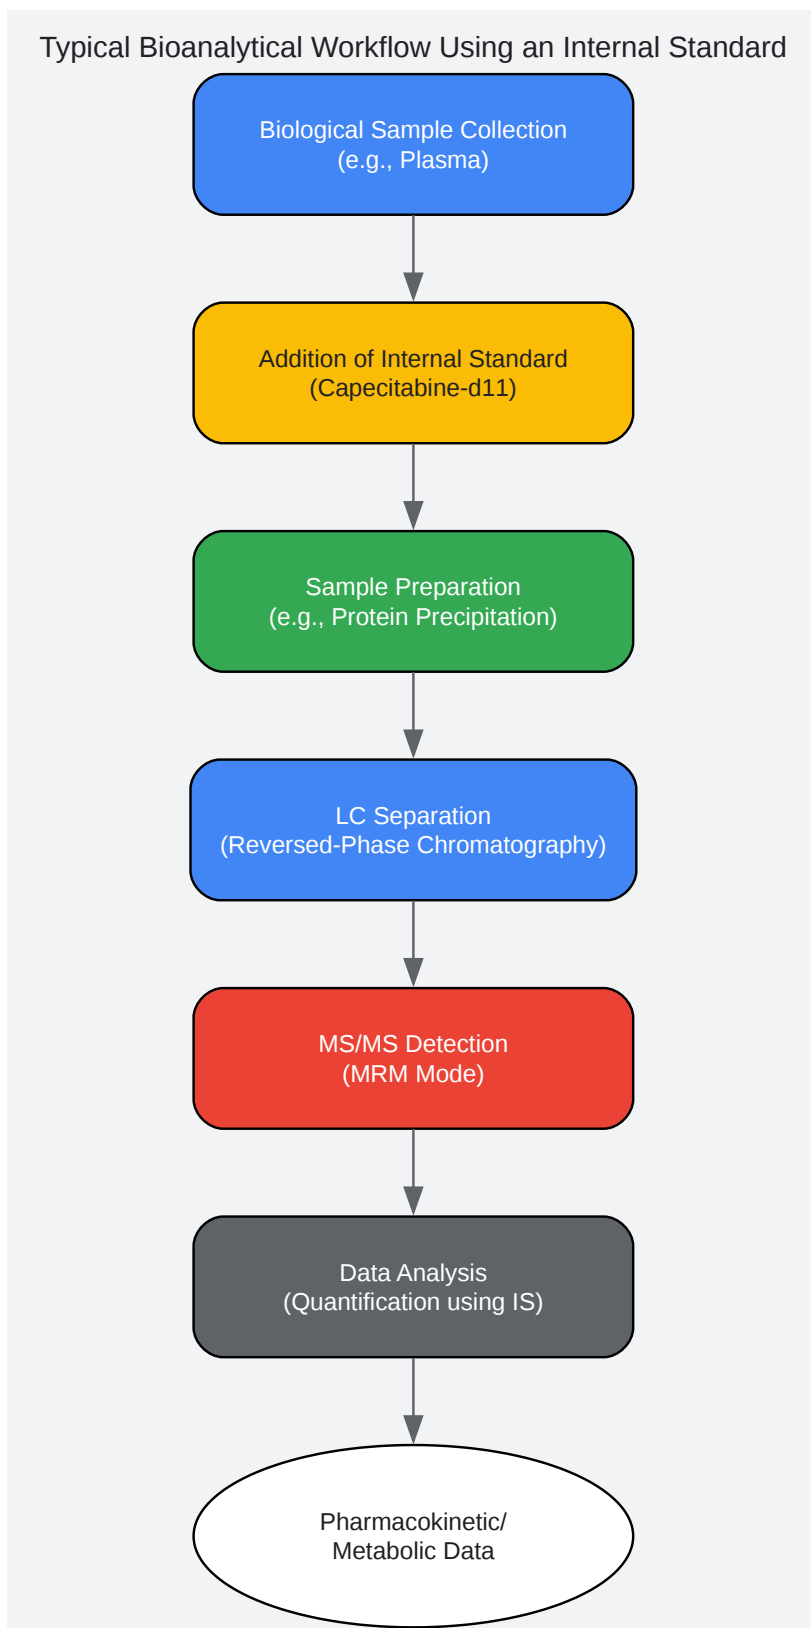 Typical Bioanalytical Workflow Using an Internal Standard
Biological Sample Collection
(e.g., Plasma)
Addition of Internal Standard
(Capecitabine-d11)
Sample Preparation
(e.g., Protein Precipitation)
LC Separation
(Reversed-Phase Chromatography)
MS/MS Detection
(MRM Mode)
Data Analysis
(Quantification using IS)
Pharmacokinetic/
Metabolic Data